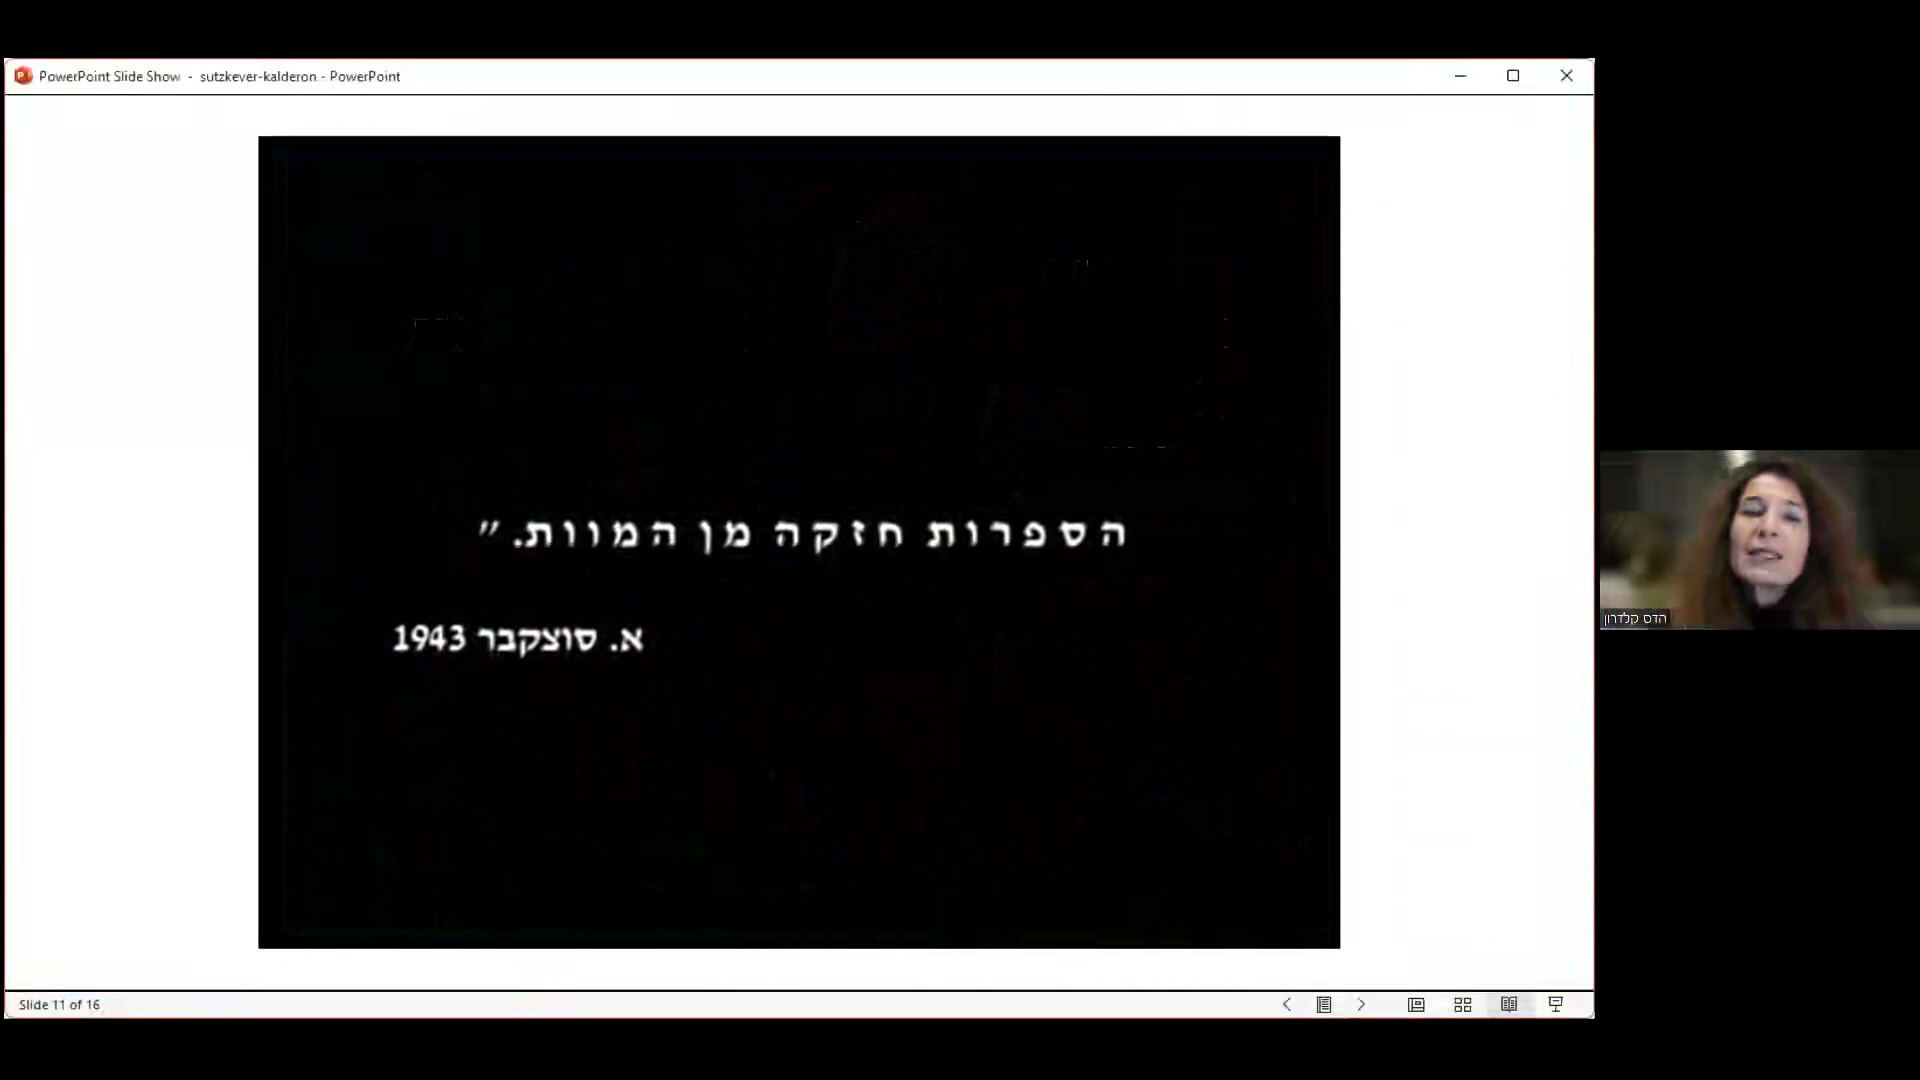 PowerPoint Slide Show - sutzkever-kalderon - PowerPoint
הספרות חזקה מן המוות."
א. סוצקבר 1943
הדס קלדרון
Slide 11 of 16